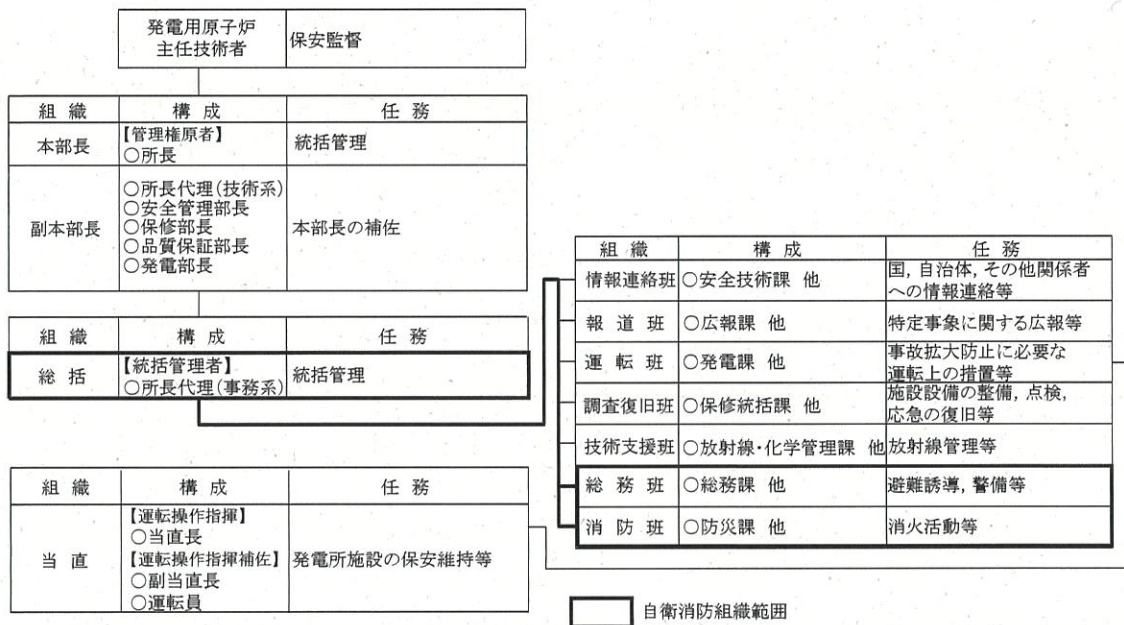 発電用原子炉
主任技術者
保安監督
組 織 構 成 任 務
本部長
【管理権原者】
○所長
統括管理
副本部長
○所長代理(技術系)
○安全管理部長
○保修部長
○品質保証部長
○発電部長
本部長の補佐
組 織 構 成 任 務
総 括
【統括管理者】
○所長代理(事務系)
統括管理
組 織 構 成 任 務
当 直
【運転操作指揮】
○当直長
【運転操作指揮補佐】
○副当直長
○運転員
発電所施設の保安維持等
組 織 構 成 任 務
情報連絡班 ○安全技術課 他
国,自治体,その他関係者
への情報連絡等
報 道 班 ○広報課 他 特定事象に関する広報等
運 転 班 ○発電課 他
事故拡大防止に必要な
運転上の措置等
調査復旧班 ○保修統括課 他
施設設備の整備,点検,
応急の復旧等
技術支援班 ○放射線・化学管理課 他 放射線管理等
総 務 班 ○総務課 他 避難誘導,警備等
消 防 班 ○防災課 他 消火活動等
自衛消防組織範囲